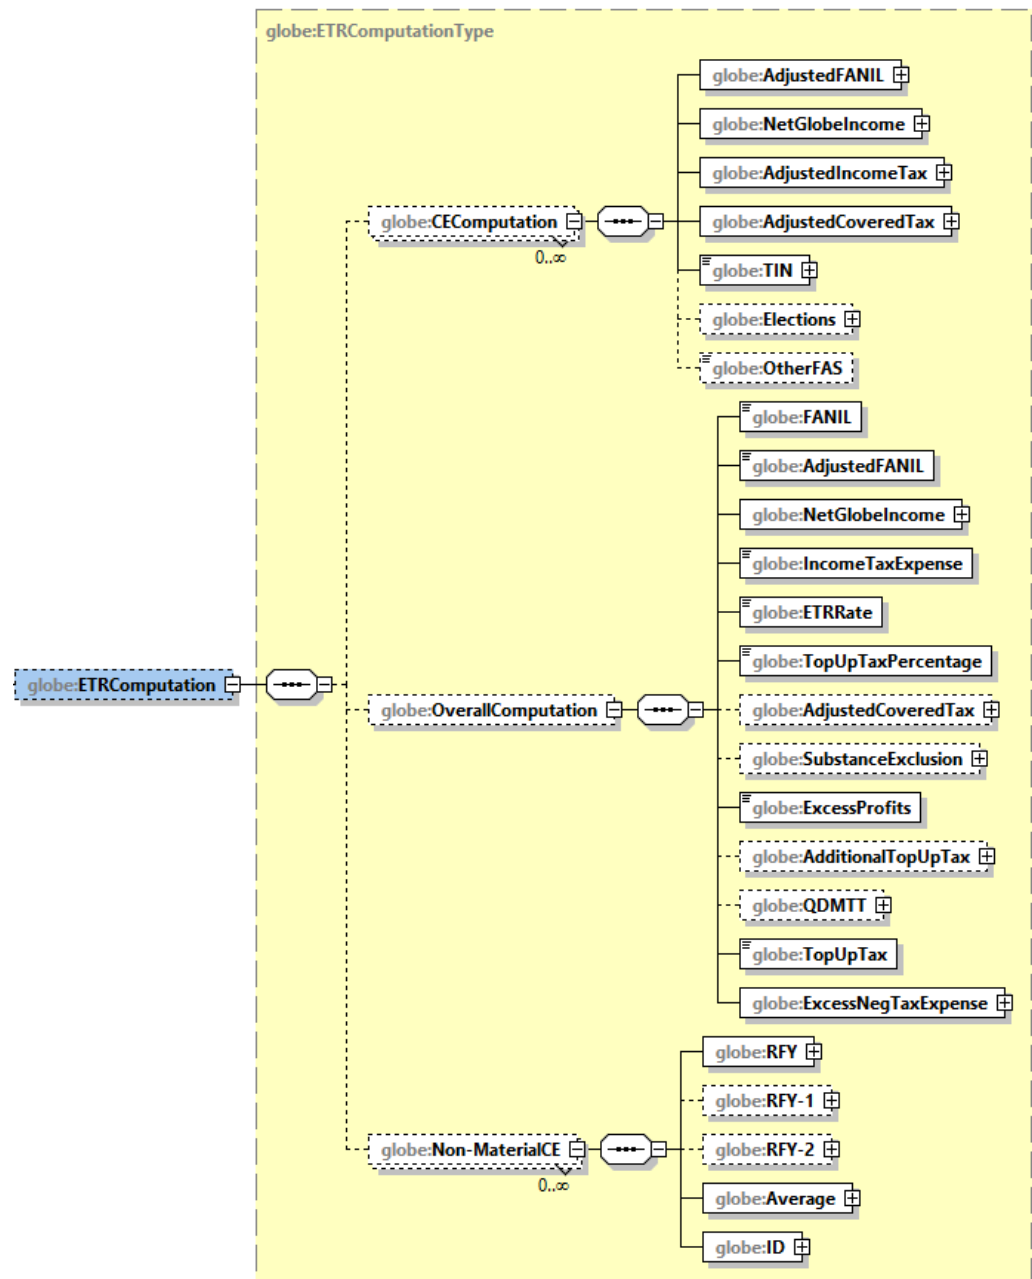 globe:ETRComputationType
globe:AdjustedFANIL
globe:NetGlobeIncome
globe:AdjustedIncomeTax
globe:CEComputation
globe:AdjustedCoveredTax
0..∞
globe:TIN
globe:Elections
globe:OtherFAS
globe:FANIL
globe:AdjustedFANIL
globe:NetGlobeIncome
globe:IncomeTaxExpense
globe:ETRRate
globe:TopUpTaxPercentage
globe:ETRComputation
globe:OverallComputation
globe:AdjustedCoveredTax
globe:SubstanceExclusion
globe:ExcessProfits
globe:AdditionalTopUpTax
globe:QDMTT
globe:TopUpTax
globe:ExcessNegTaxExpense
globe:RFY
globe:RFY-1
globe:Non-MaterialCE
globe:RFY-2
0..∞
globe:Average
globe:ID